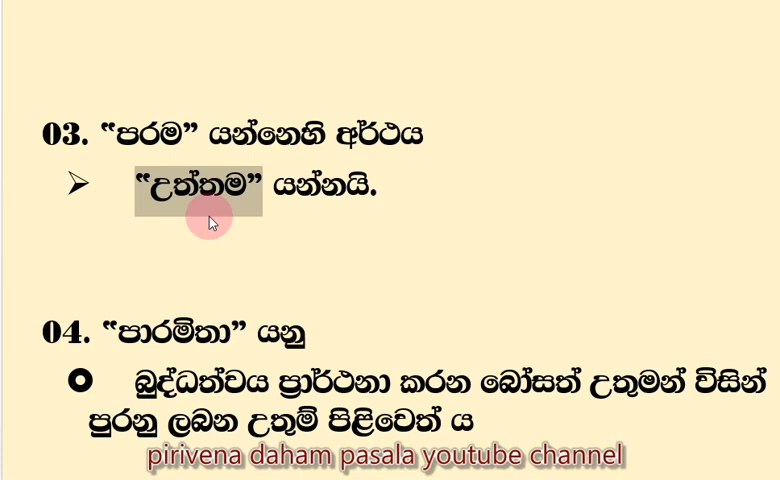 03. “පරම” යන්නෙහි අර්ථය
➢ “උත්තම” යන්නයි.
04. “පාරමිතා” යනු
බුද්ධත්වය ප්‍රාර්ථනා කරන බෝසත් උතුමන් විසින්
පුරනු ලබන උතුම් පිළිවෙත් ය
pirivena daham pasala youtube channel